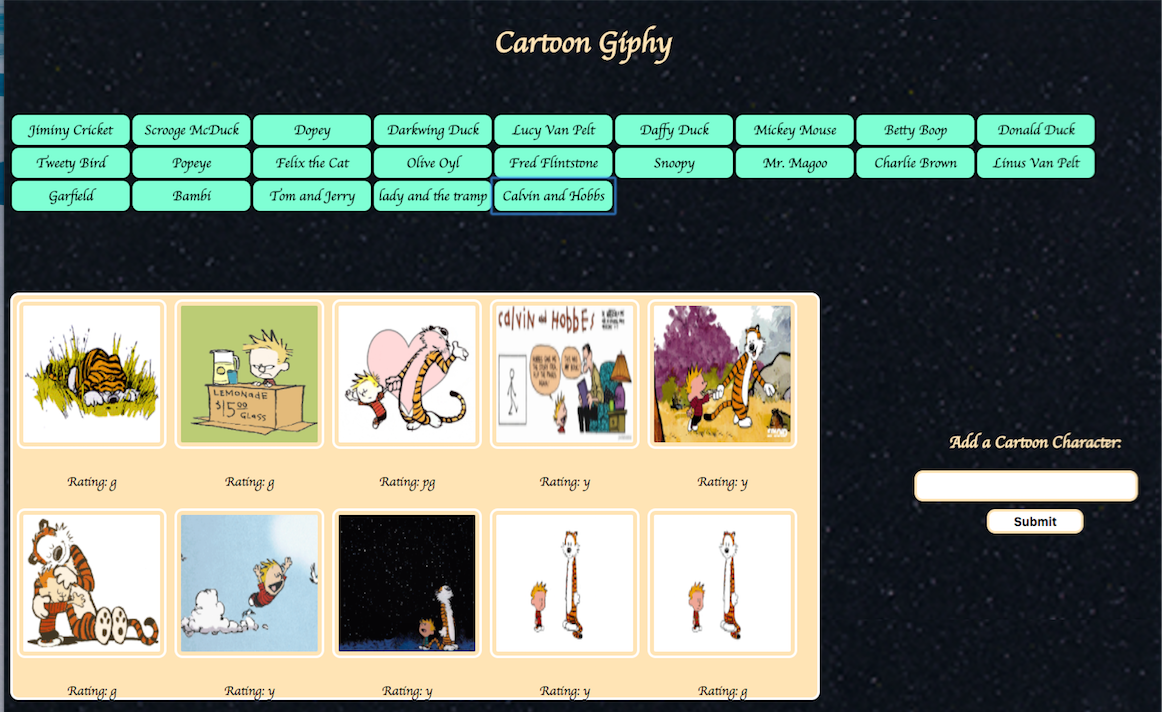 Cartoon Giphy
Jiminy Cricket Scrooge McDuck Dopey Darkwing Duck Lucy Van Pelt Daffy Duck Mickey Mouse Betty Boop Donald Duck
Tweety Bird Popeye Felix the Cat Olive Oyl Fred Flintstone Snoopy Mr. Magoo Charlie Brown Linus Van Pelt
Garfield Bambi Tom and Jerry lady and the tramp Calvin and Hobbs
CALVIN and HOBBES
LEMONADE
$15.00
GLASS
Rating: g Rating: g Rating: pg Rating: y Rating: y
Rating: g Rating: y Rating: y Rating: y Rating: g
Add a Cartoon Character:
Submit